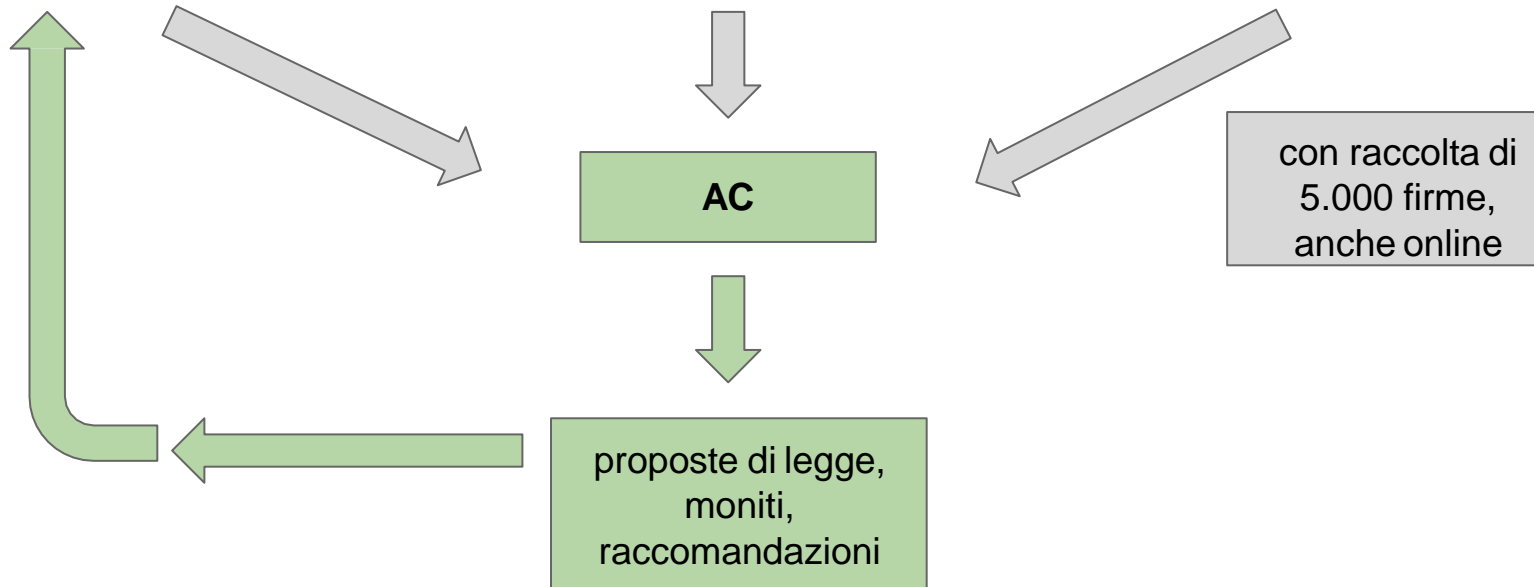 AC
con raccolta di
5.000 firme,
anche online
proposte di legge,
moniti,
raccomandazioni